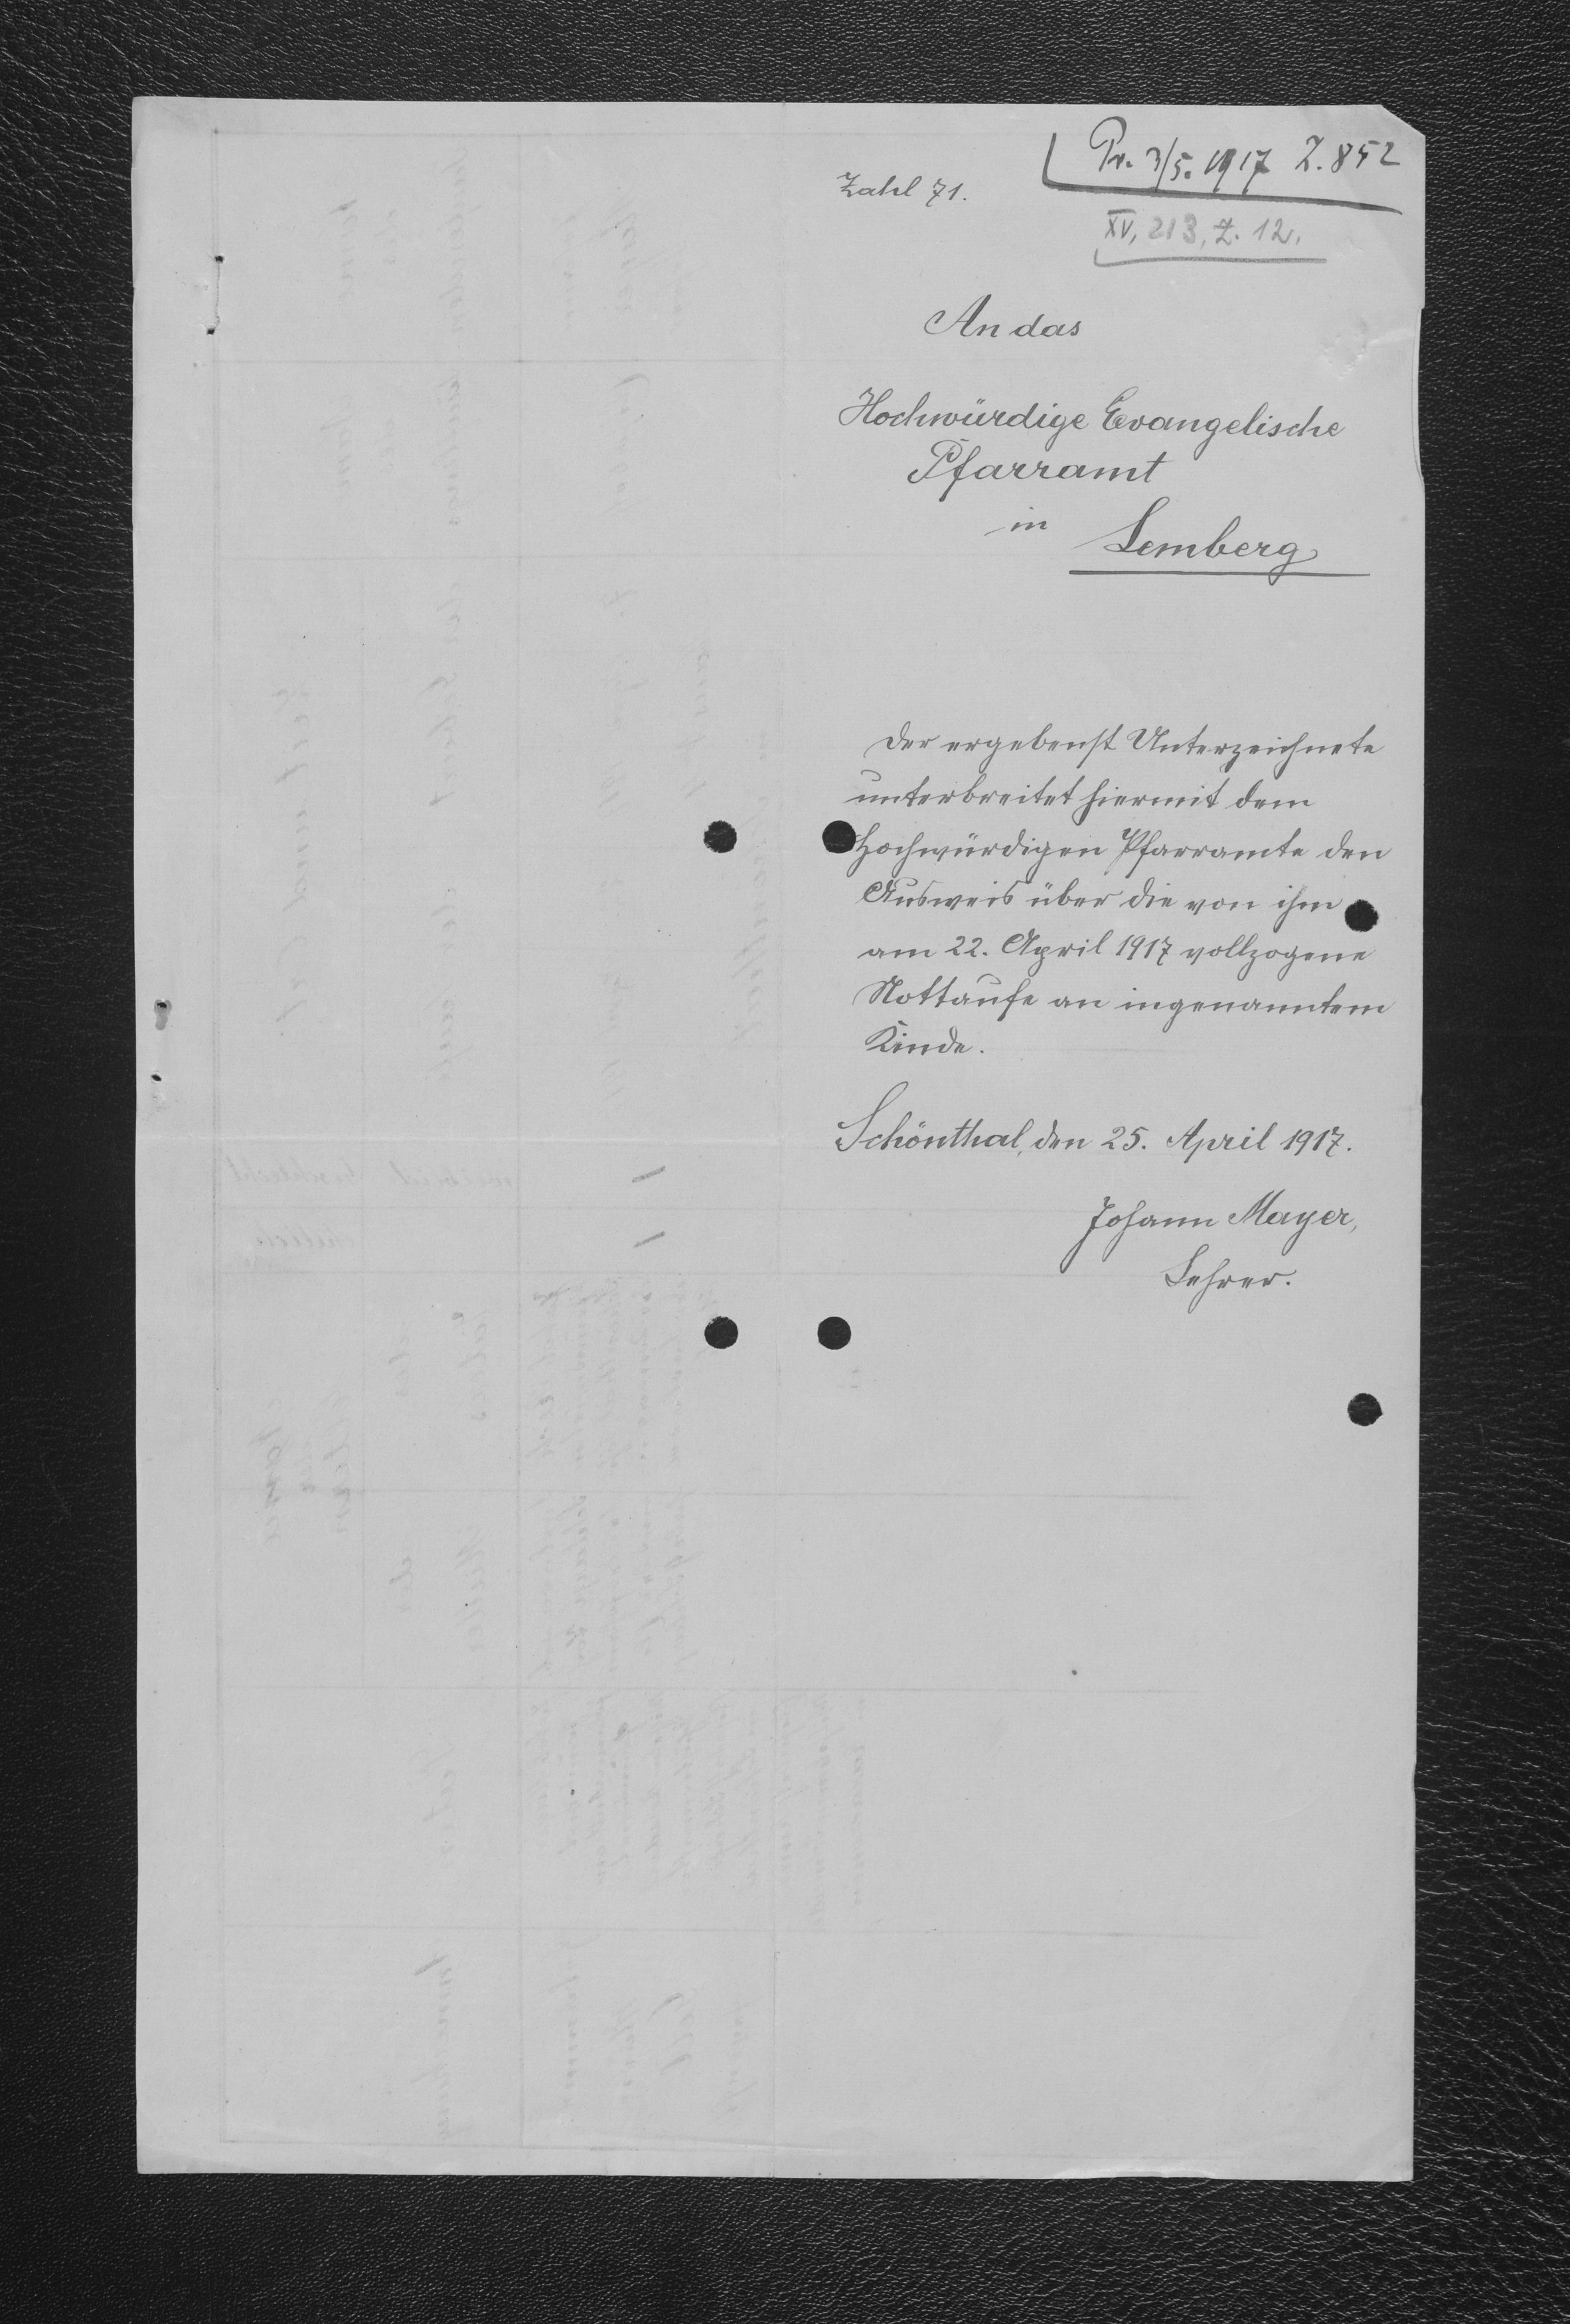 Pr. 3/5. 1917 Z. 852
Zahl 71.
XV, 213, Z. 12.
An das
Hochwürdige Evangelische
Pfarramt
in Lemberg
Der ergebenst Unterzeichnete
unterbreitet hiermit dem
Hochwürdigen Pfarramte den
Ausweis über die von ihm
am 22. April 1917 vollzogene
Nottaufe an ingenanntem
Kinde.
Schönthal, den 25. April 1917.
Johann Mayer,
Lehrer.